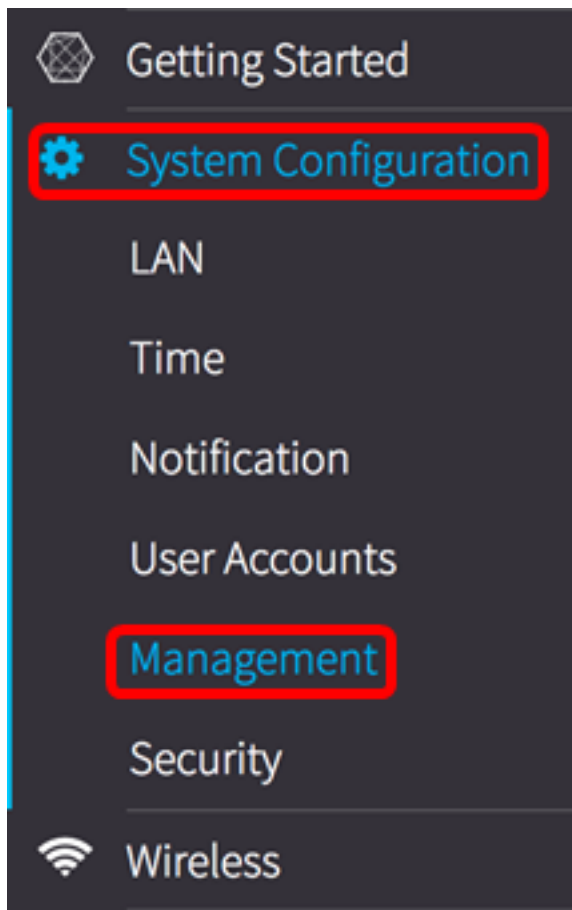 Getting Started
System Configuration
LAN
Time
Notification
User Accounts
Management
Security
Wireless